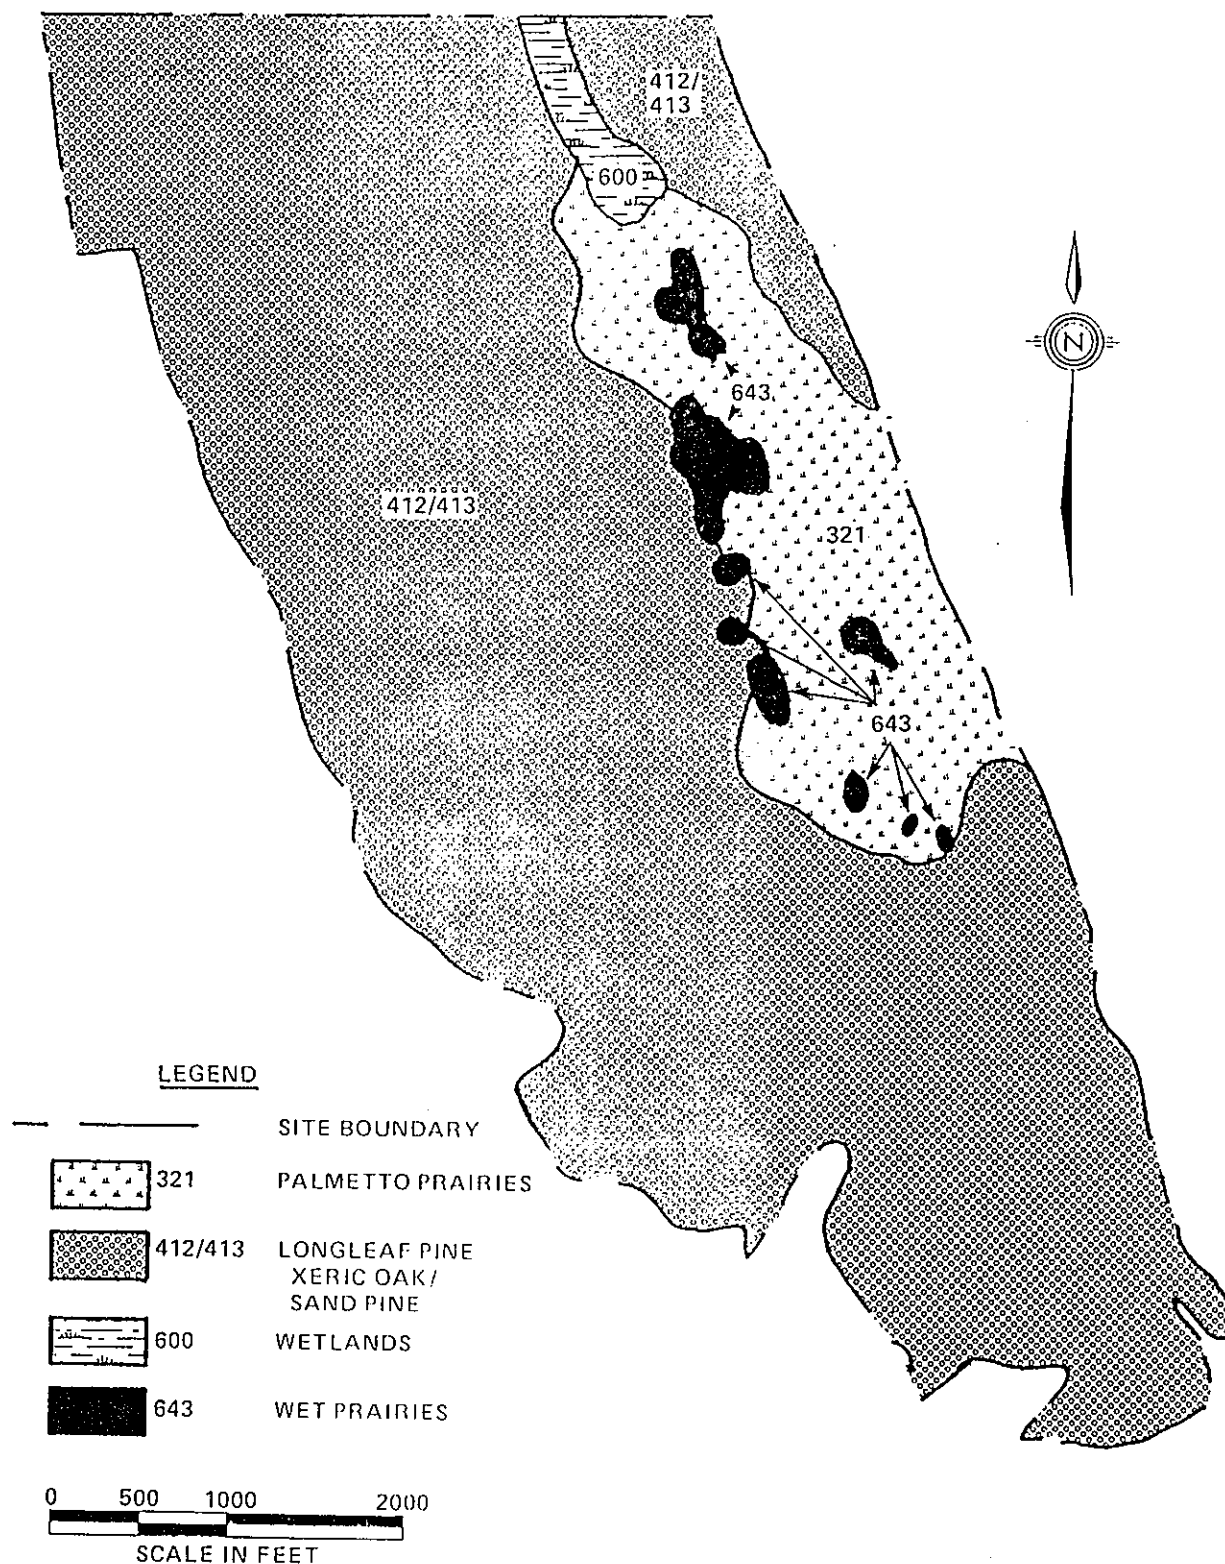 412/
413
600
643
412/413
321
643
N
LEGEND
SITE BOUNDARY
321 PALMETTO PRAIRIES
412/413 LONGLEAF PINE
XERIC OAK/
SAND PINE
600 WETLANDS
643 WET PRAIRIES
0 500 1000 2000
SCALE IN FEET